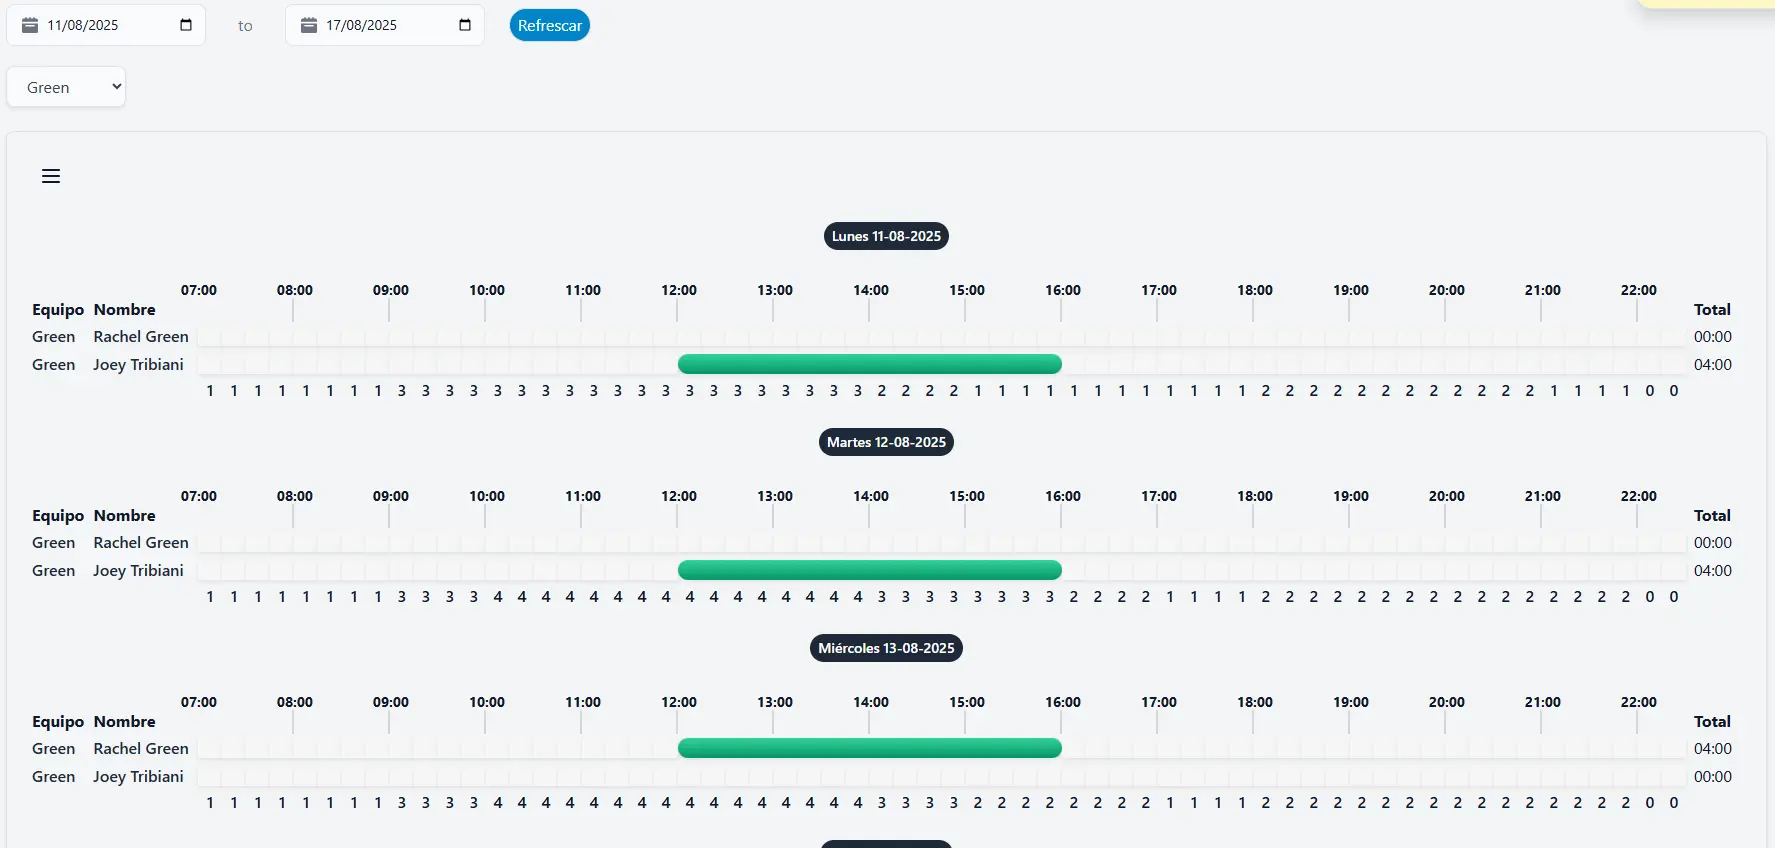 11/08/2025 to 17/08/2025 Refrescar
Green
Lunes 11-08-2025
07:00 08:00 09:00 10:00 11:00 12:00 13:00 14:00 15:00 16:00 17:00 18:00 19:00 20:00 21:00 22:00
Equipo Nombre Total
Green Rachel Green 00:00
Green Joey Tribiani 04:00
1 1 1 1 1 1 1 1 3 3 3 3 3 3 3 3 3 3 3 3 3 3 3 3 3 3 3 3 2 2 2 2 1 1 1 1 1 1 1 1 1 1 1 1 2 2 2 2 2 2 2 2 2 2 2 2 1 1 1 1 0 0
Martes 12-08-2025
07:00 08:00 09:00 10:00 11:00 12:00 13:00 14:00 15:00 16:00 17:00 18:00 19:00 20:00 21:00 22:00
Equipo Nombre Total
Green Rachel Green 00:00
Green Joey Tribiani 04:00
1 1 1 1 1 1 1 1 3 3 3 3 4 4 4 4 4 4 4 4 4 4 4 4 4 4 4 4 3 3 3 3 3 3 3 3 2 2 2 2 1 1 1 1 2 2 2 2 2 2 2 2 2 2 2 2 2 2 2 2 0 0
Miércoles 13-08-2025
07:00 08:00 09:00 10:00 11:00 12:00 13:00 14:00 15:00 16:00 17:00 18:00 19:00 20:00 21:00 22:00
Equipo Nombre Total
Green Rachel Green 04:00
Green Joey Tribiani 00:00
1 1 1 1 1 1 1 1 3 3 3 3 4 4 4 4 4 4 4 4 4 4 4 4 4 4 4 4 3 3 3 3 2 2 2 2 2 2 2 2 1 1 1 1 2 2 2 2 2 2 2 2 2 2 2 2 2 2 2 2 0 0